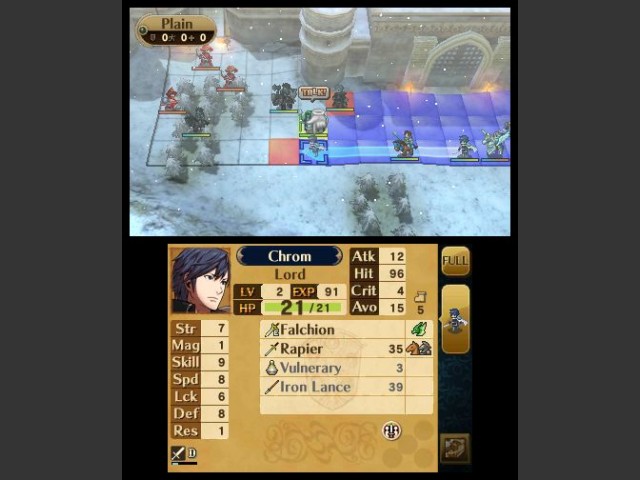 Plain
0 0 0
TALK!
Chrom
Lord
LV 2 EXP 91
HP 21/21
Atk 12
Hit 96
Crit 4
Avo 15
5
FULL
Str 7
Mag 1
Skill 9
Spd 8
Lck 6
Def 8
Res 1
D
Falchion
Rapier 35
Vulnerary 3
Iron Lance 39